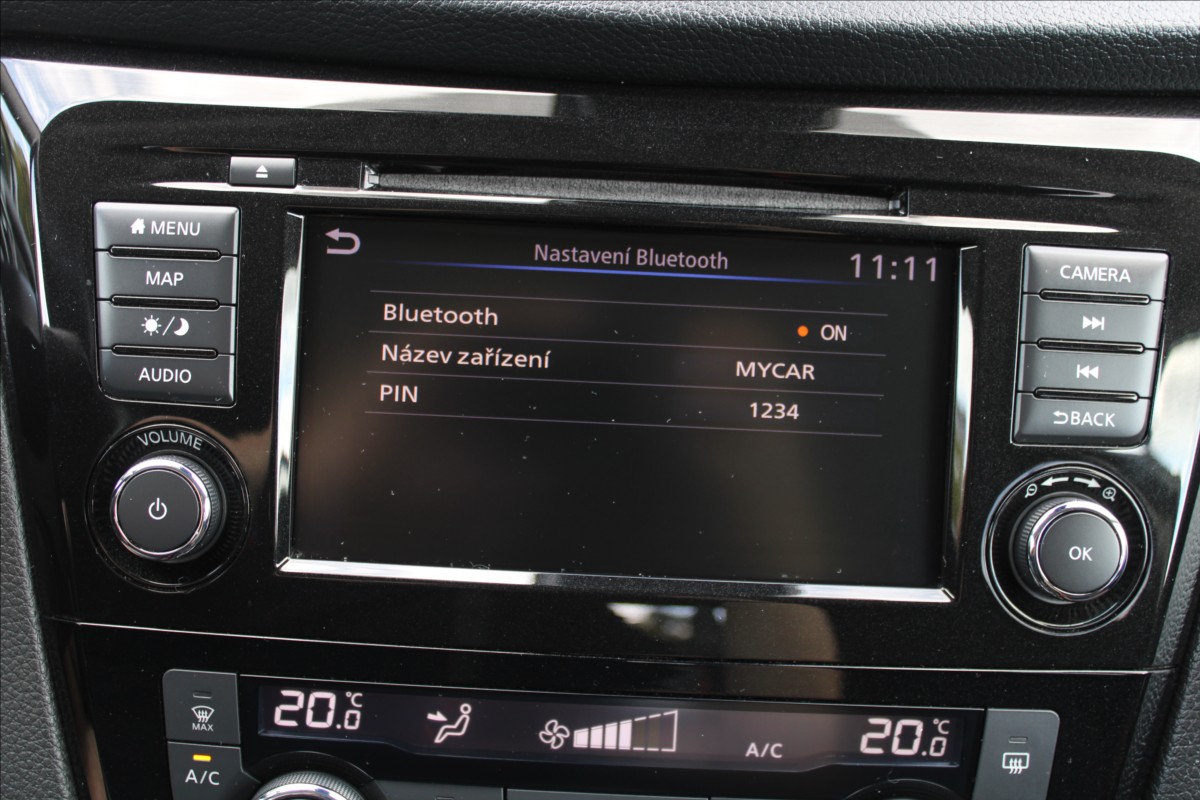 MENU
MAP
AUDIO
VOLUME
Nastavení Bluetooth
11:11
Bluetooth
ON
Název zařízení
MYCAR
PIN
1234
CAMERA
BACK
OK
MAX
A/C
20.0°C
A/C
20.0°C